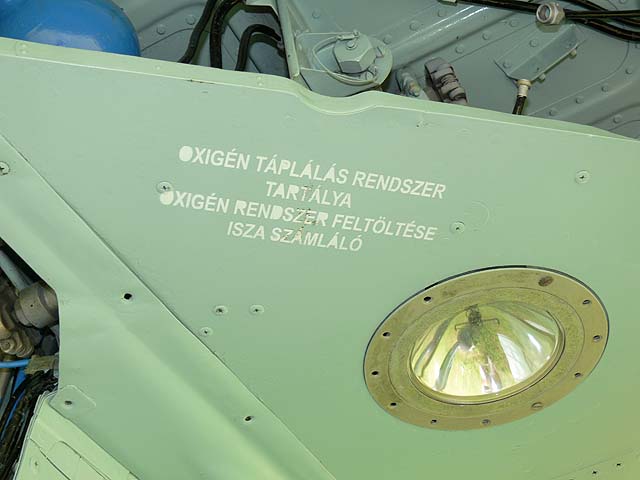 OXIGÉN TÁPLÁLÁS RENDSZER
TARTÁLYA
OXIGÉN RENDSZER FELTÖLTÉSE
ISZA SZÁMLÁLÓ